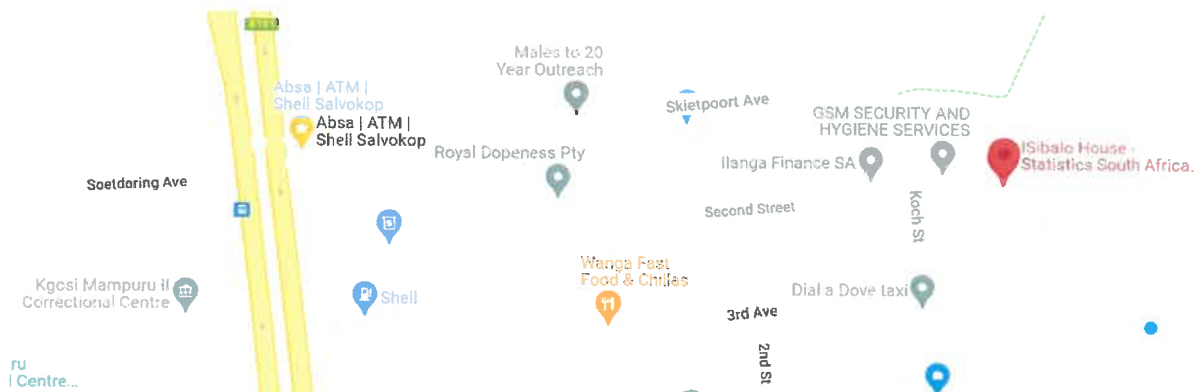 Males to 20
Year Outreach
Absa | ATM |
Shell Salvokop
Absa | ATM |
Shell Salvokop
Skietpoort Ave
GSM SECURITY AND
HYGIENE SERVICES
Royal Dopeness Pty
Ilanga Finance SA
ISibalo House -
Statistics South Africa.
Soetdoring Ave
Second Street
Koch St
Wanga Fast
Food & Chillas
Kgosi Mampuru II
Correctional Centre
Shell
Dial a Dove taxi
3rd Ave
2nd St
ru
l Centre...